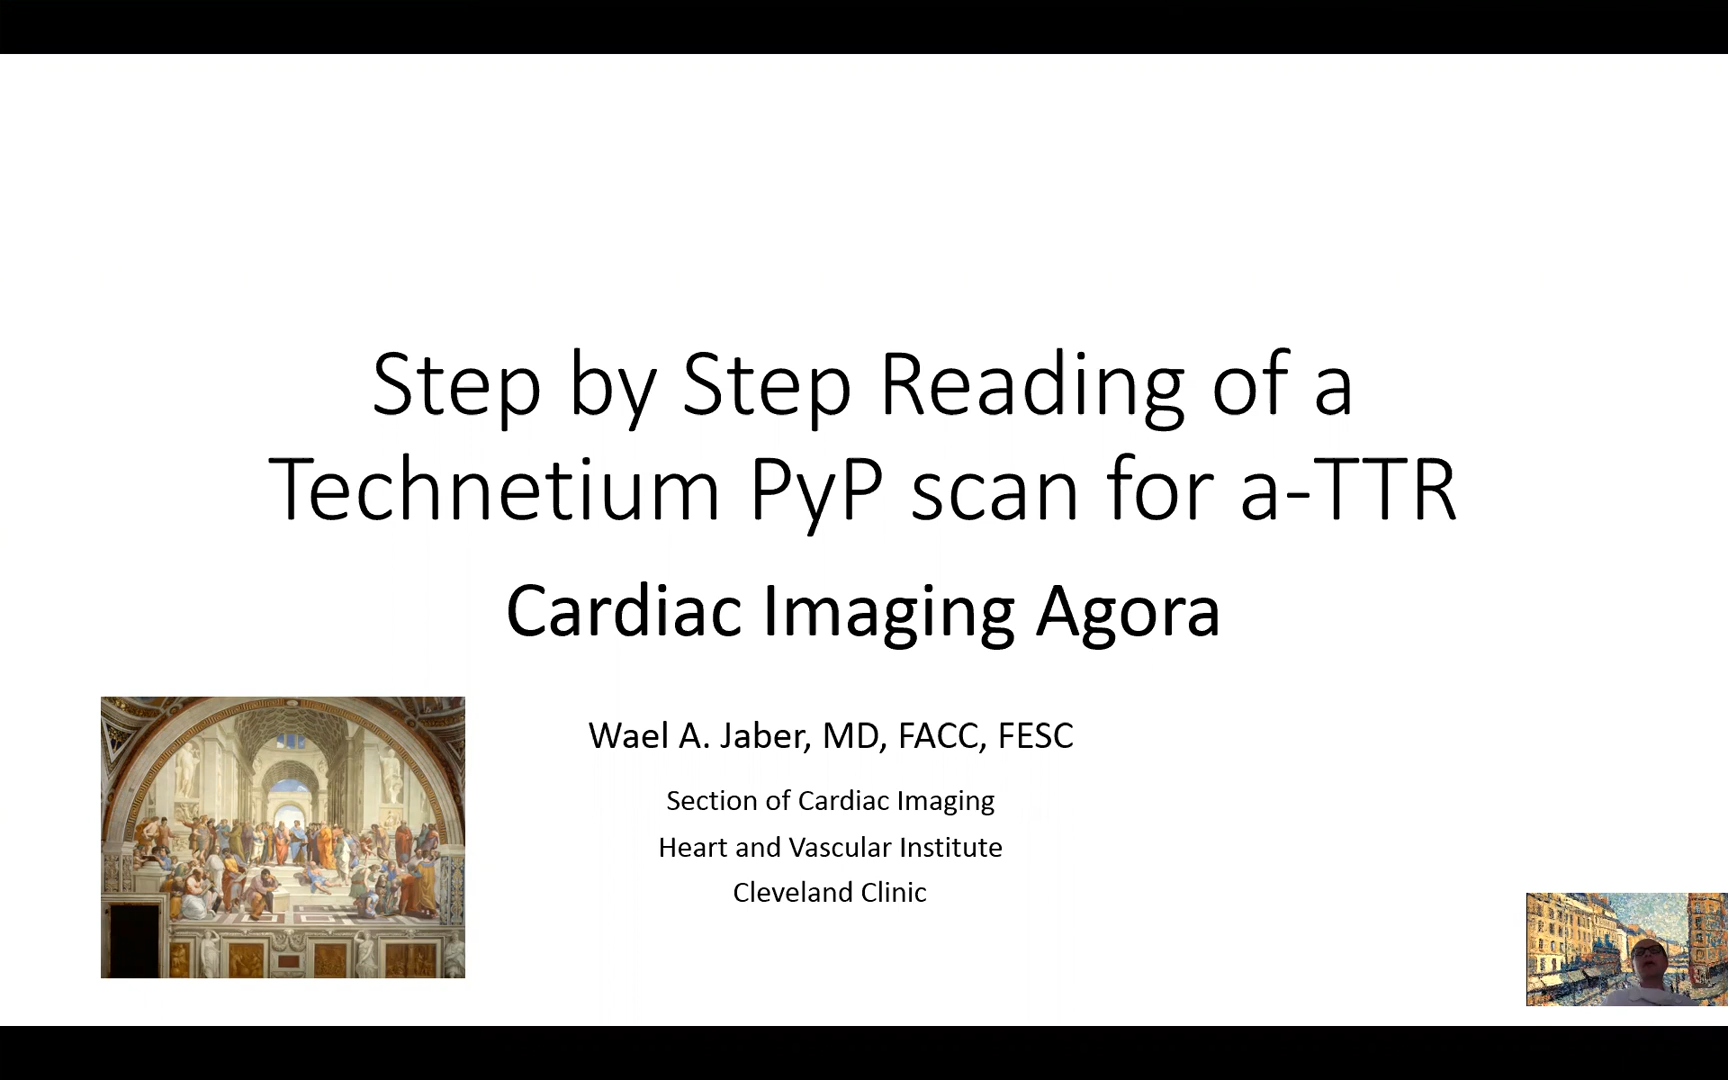 Step by Step Reading of a
Technetium PyP scan for a-TTR
Cardiac Imaging Agora
Wael A. Jaber, MD, FACC, FESC
Section of Cardiac Imaging
Heart and Vascular Institute
Cleveland Clinic